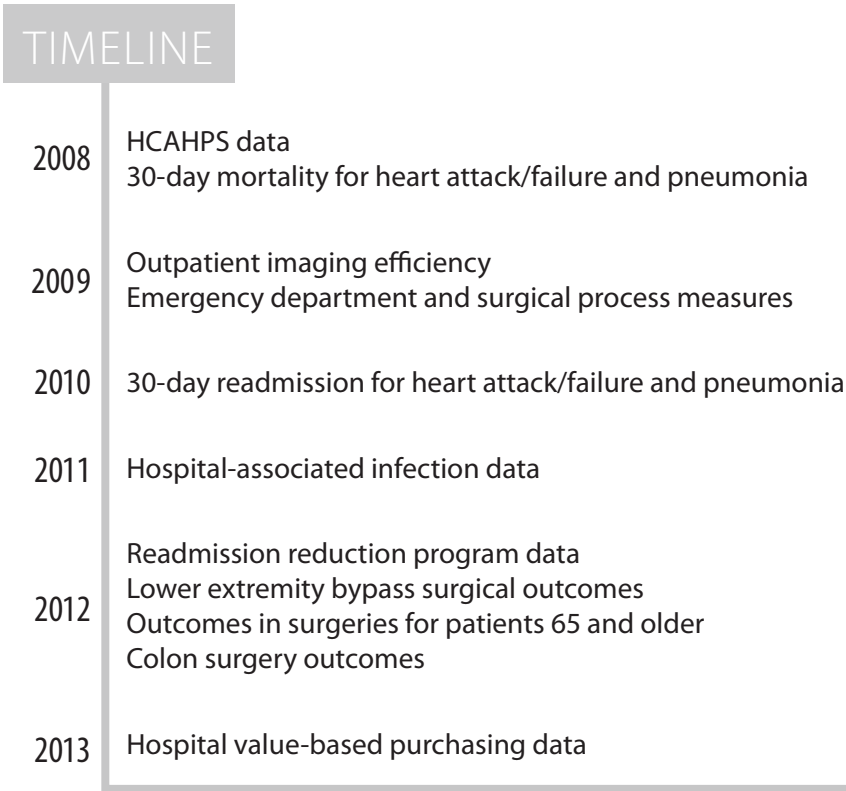 TIMELINE
2008
HCAHPS data
30-day mortality for heart attack/failure and pneumonia
2009
Outpatient imaging efficiency
Emergency department and surgical process measures
2010
30-day readmission for heart attack/failure and pneumonia
2011
Hospital-associated infection data
2012
Readmission reduction program data
Lower extremity bypass surgical outcomes
Outcomes in surgeries for patients 65 and older
Colon surgery outcomes
2013
Hospital value-based purchasing data